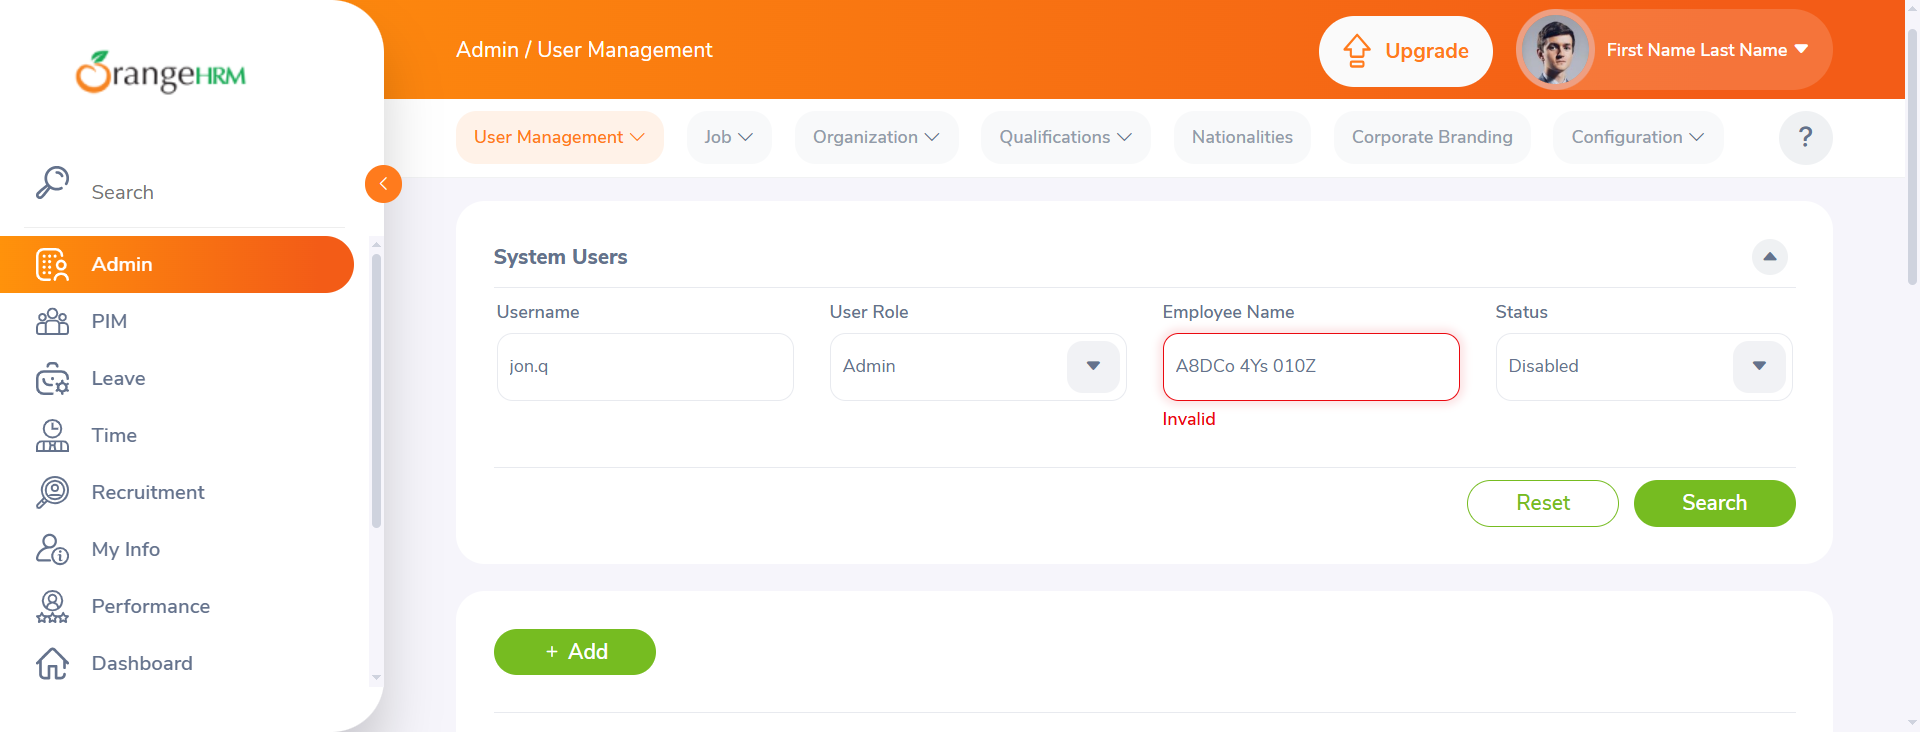 OrangeHRM
Admin / User Management
Upgrade
First Name Last Name
User Management
Job
Organization
Qualifications
Nationalities
Corporate Branding
Configuration
?
Search
Admin
PIM
Leave
Time
Recruitment
My Info
Performance
Dashboard
System Users
Username
User Role
Employee Name
Status
jon.q
Admin
A8DCo 4Ys 010Z
Disabled
Invalid
Reset
Search
+ Add